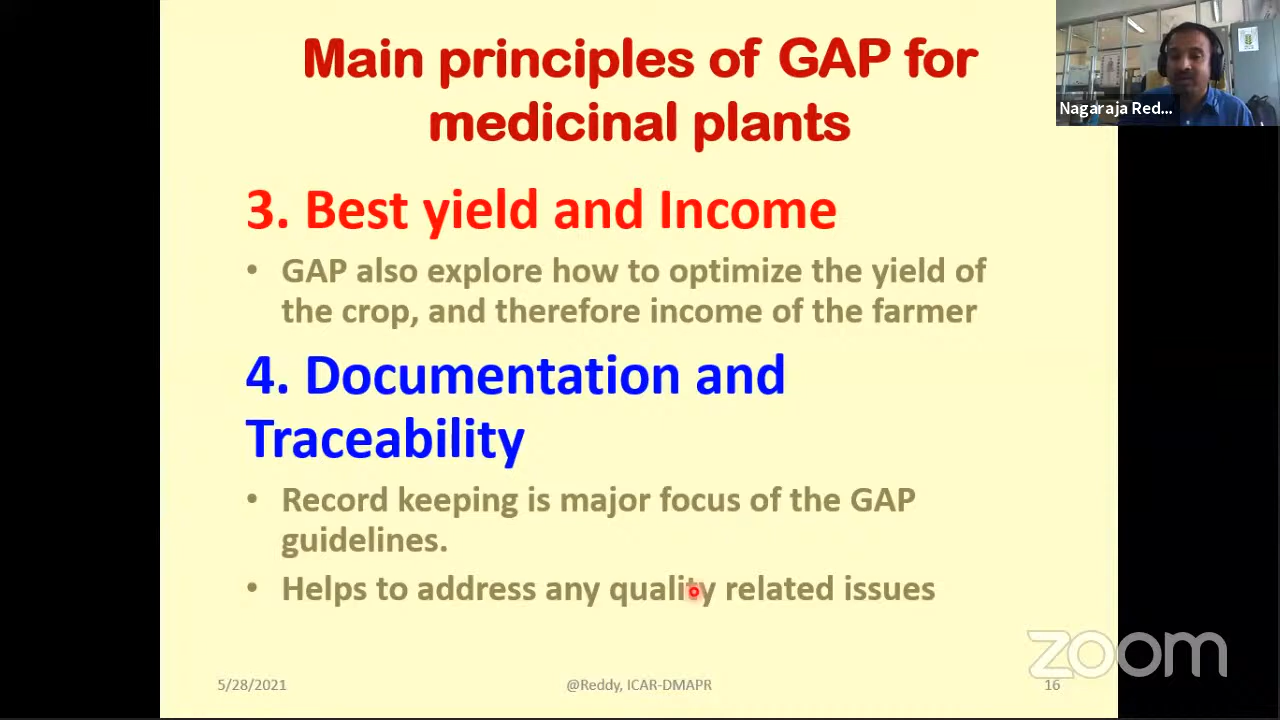 Main principles of GAP for
medicinal plants
Nagaraja Red...
3. Best yield and Income
• GAP also explore how to optimize the yield of
the crop, and therefore income of the farmer
4. Documentation and
Traceability
• Record keeping is major focus of the GAP
guidelines.
• Helps to address any quality related issues
zoom
5/28/2021
@Reddy, ICAR-DMAPR
16